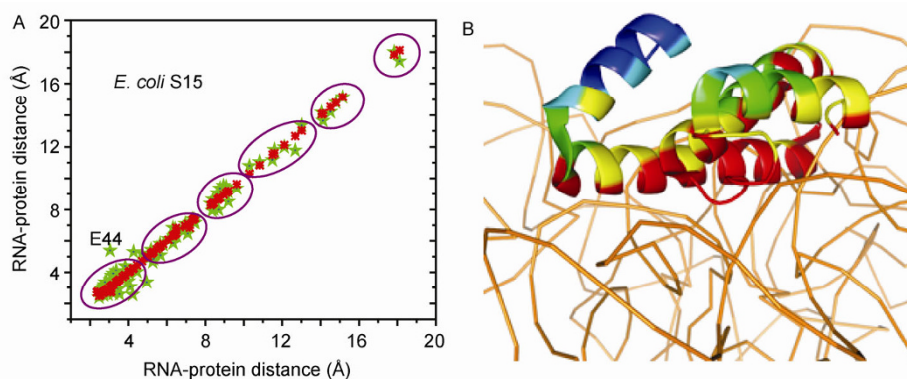 A
20
16
12
8
4
RNA-protein distance (Å)
E. coli S15
E44
4
8
12
16
20
RNA-protein distance (Å)
B